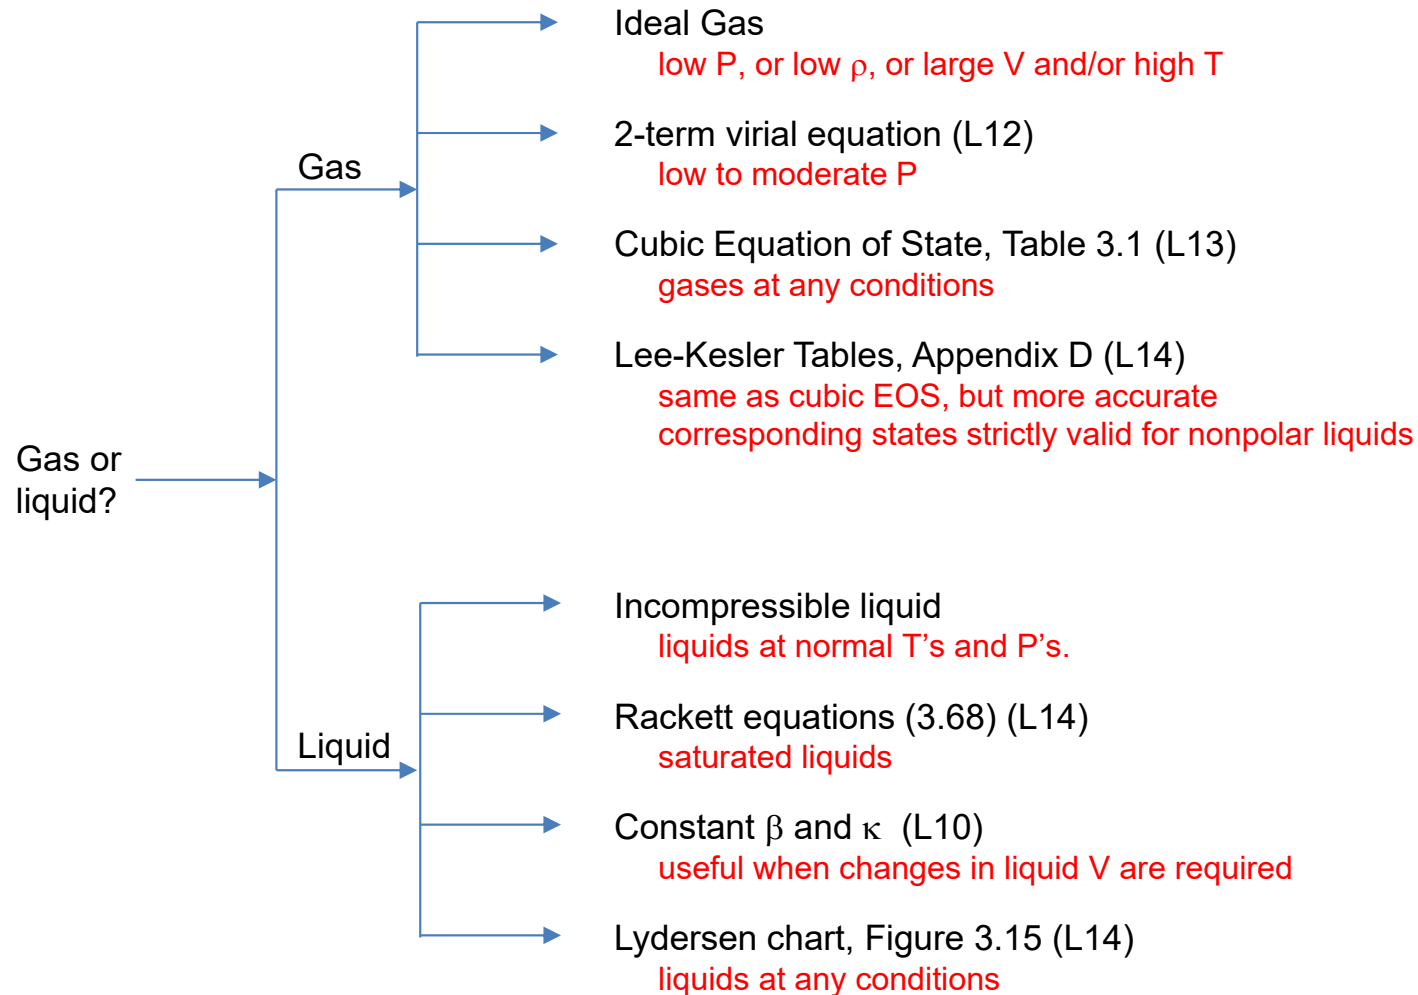 Ideal Gas
low P, or low ρ, or large V and/or high T
2-term virial equation (L12)
low to moderate P
Gas
Cubic Equation of State, Table 3.1 (L13)
gases at any conditions
Lee-Kesler Tables, Appendix D (L14)
same as cubic EOS, but more accurate
corresponding states strictly valid for nonpolar liquids
Gas or
liquid?
Incompressible liquid
liquids at normal T's and P's.
Rackett equations (3.68) (L14)
saturated liquids
Liquid
Constant β and κ (L10)
useful when changes in liquid V are required
Lydersen chart, Figure 3.15 (L14)
liquids at any conditions